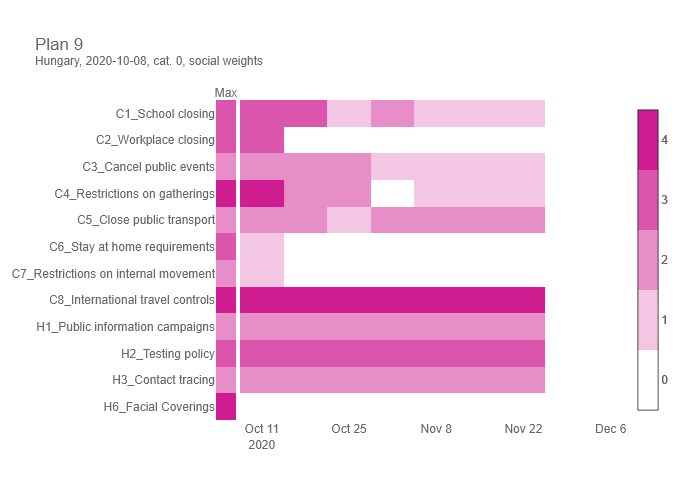 Plan 9
Hungary, 2020-10-08, cat. 0, social weights
Max
C1_School closing
C2_Workplace closing
C3_Cancel public events
C4_Restrictions on gatherings
C5_Close public transport
C6_Stay at home requirements
C7_Restrictions on internal movement
C8_International travel controls
H1_Public information campaigns
H2_Testing policy
H3_Contact tracing
H6_Facial Coverings
Oct 11 Oct 25 Nov 8 Nov 22 Dec 6
2020
4
3
2
1
0